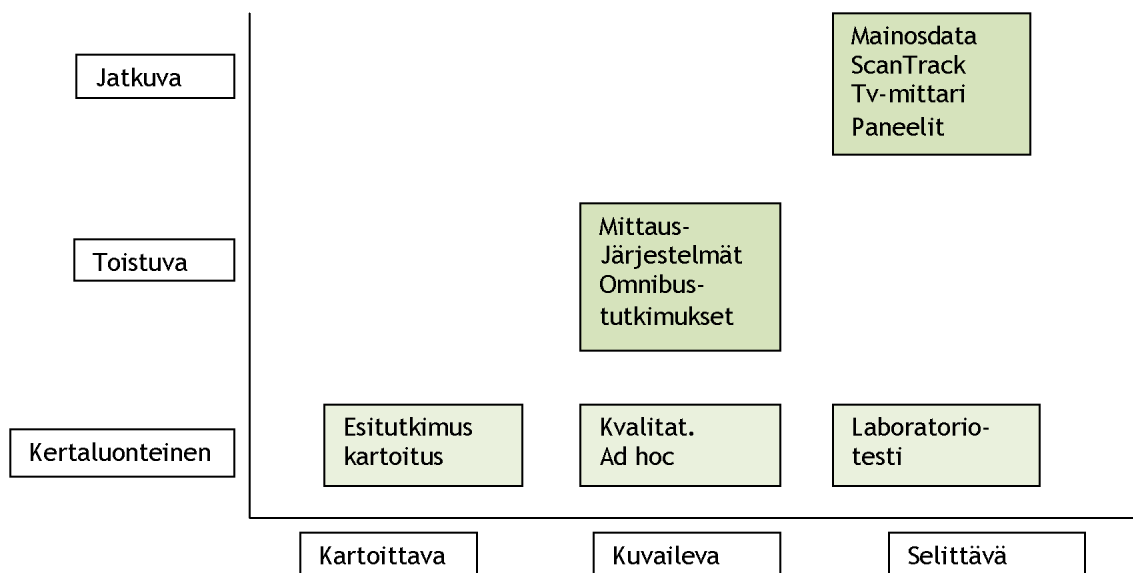 Jatkuva
Mainosdata
ScanTrack
Tv-mittari
Paneelit
Toistuva
Mittaus-
Järjestelmät
Omnibus-
tutkimukset
Kertaluonteinen
Esitutkimus
kartoitus
Kvalitat.
Ad hoc
Laboratorio-
testi
Kartoittava
Kuvaileva
Selittävä